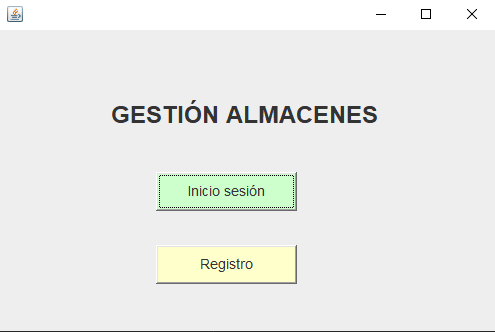 GESTIÓN ALMACENES
Inicio sesión
Registro